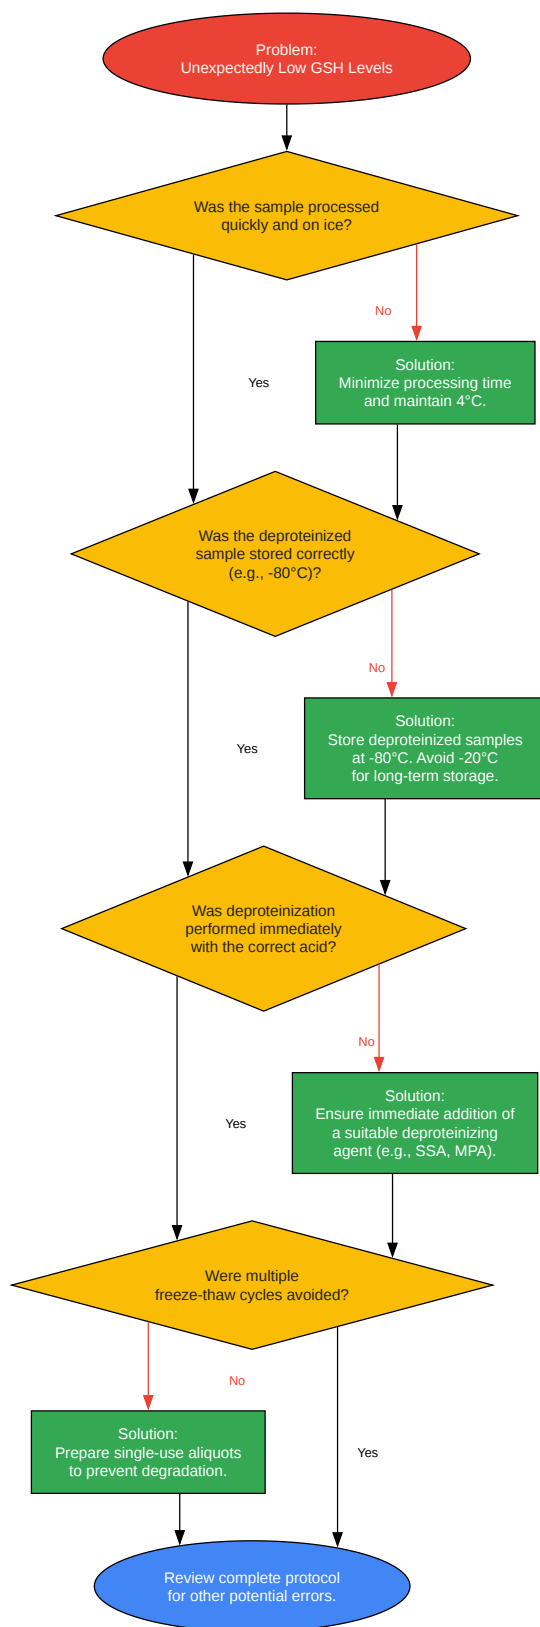 Problem:
Unexpectedly Low GSH Levels
Was the sample processed
quickly and on ice?
No
Solution:
Minimize processing time
and maintain 4°C.
Yes
Was the deproteinized
sample stored correctly
(e.g., -80°C)?
No
Solution:
Store deproteinized samples
at -80°C. Avoid -20°C
for long-term storage.
Yes
Was deproteinization
performed immediately
with the correct acid?
No
Solution:
Ensure immediate addition of
a suitable deproteinizing
agent (e.g., SSA, MPA).
Yes
Were multiple
freeze-thaw cycles avoided?
No
Solution:
Prepare single-use aliquots
to prevent degradation.
Yes
Review complete protocol
for other potential errors.